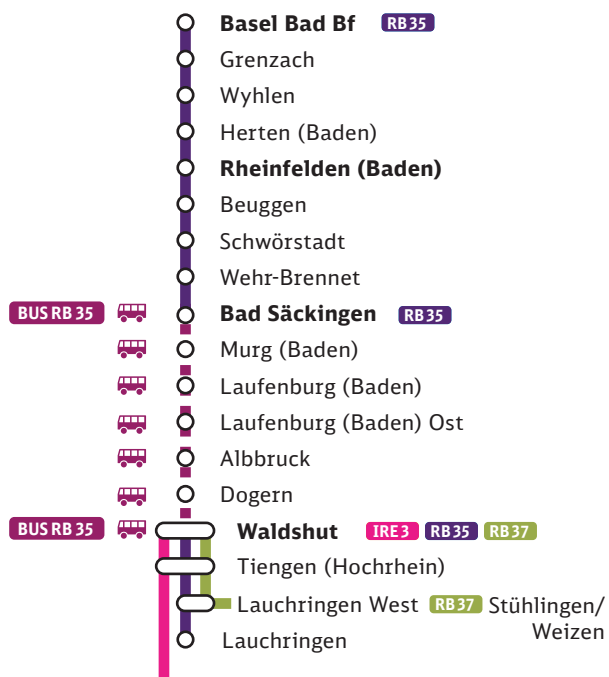 Basel Bad Bf RB35
Grenzach
Wyhlen
Herten (Baden)
Rheinfelden (Baden)
Beuggen
Schwörstadt
Wehr-Brennet
BUS RB 35 Bad Säckingen RB35
Murg (Baden)
Laufenburg (Baden)
Laufenburg (Baden) Ost
Albbruck
Dogern
BUS RB 35 Waldshut IRE3 RB35 RB37
Tiengen (Hochrhein)
Lauchringen West RB37 Stühlingen/
Weizen
Lauchringen